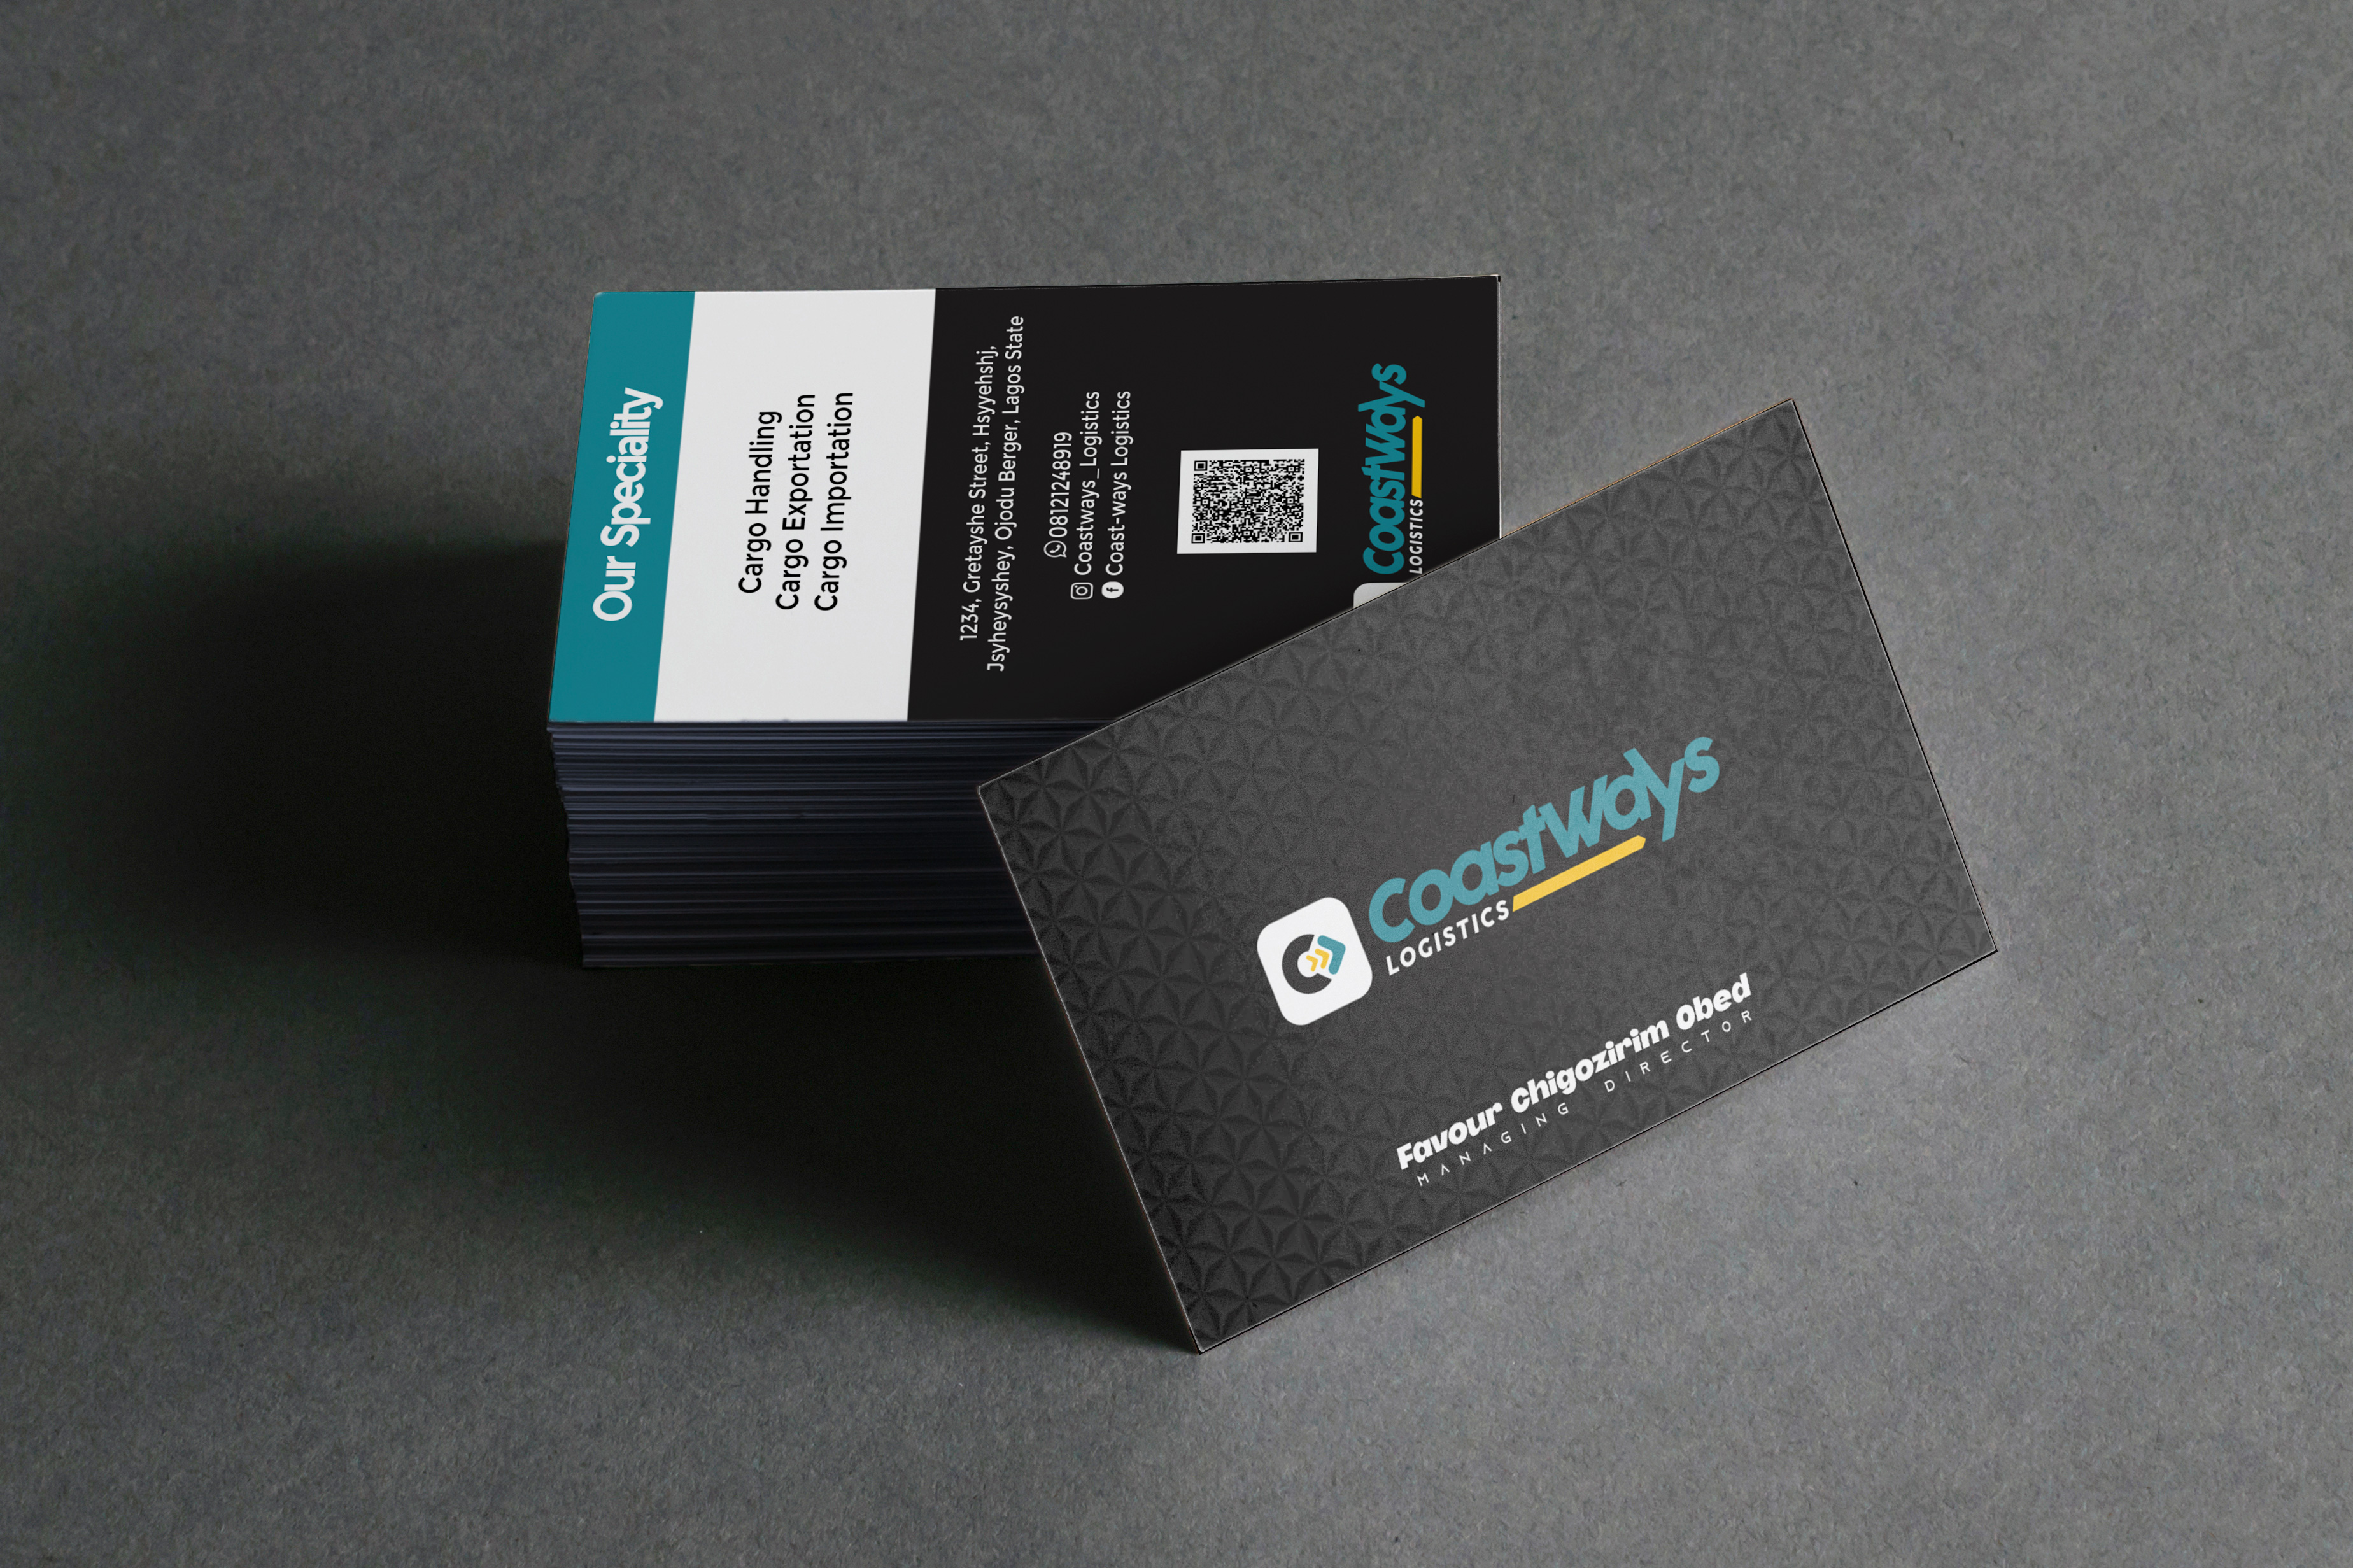 Our Speciality
Cargo Handling
Cargo Exportation
Cargo Importation
1234, Gretayshe Street, Hsyyehshj,
Jsyheysyshey, Ojodu Berger, Lagos State
08121248919
Coastways_Logistics
Coast-ways Logistics
CoastWays
LOGISTICS
CoastWays
LOGISTICS
Favour Chigozirim Obed
MANAGING DIRECTOR